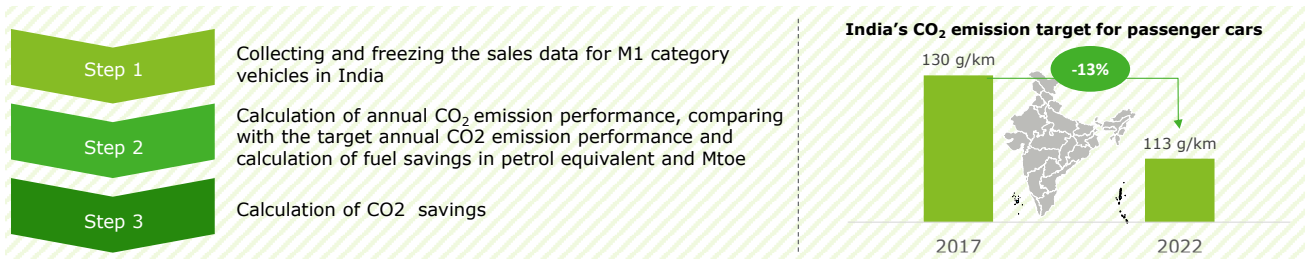 Step 1
Collecting and freezing the sales data for M1 category
vehicles in India
Step 2
Calculation of annual CO₂ emission performance, comparing
with the target annual CO2 emission performance and
calculation of fuel savings in petrol equivalent and Mtoe
Step 3
Calculation of CO2 savings
India's CO₂ emission target for passenger cars
130 g/km
-13%
113 g/km
2017
2022